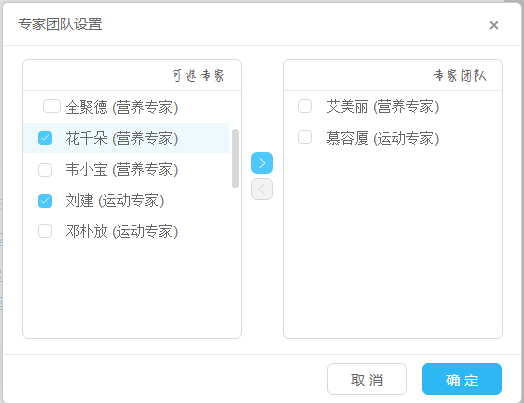 专家团队设置
可选专家
全聚德 (营养专家)
花千朵 (营养专家)
韦小宝 (营养专家)
刘建 (运动专家)
邓朴放 (运动专家)
专家团队
艾美丽 (营养专家)
慕容厦 (运动专家)
取消
确定